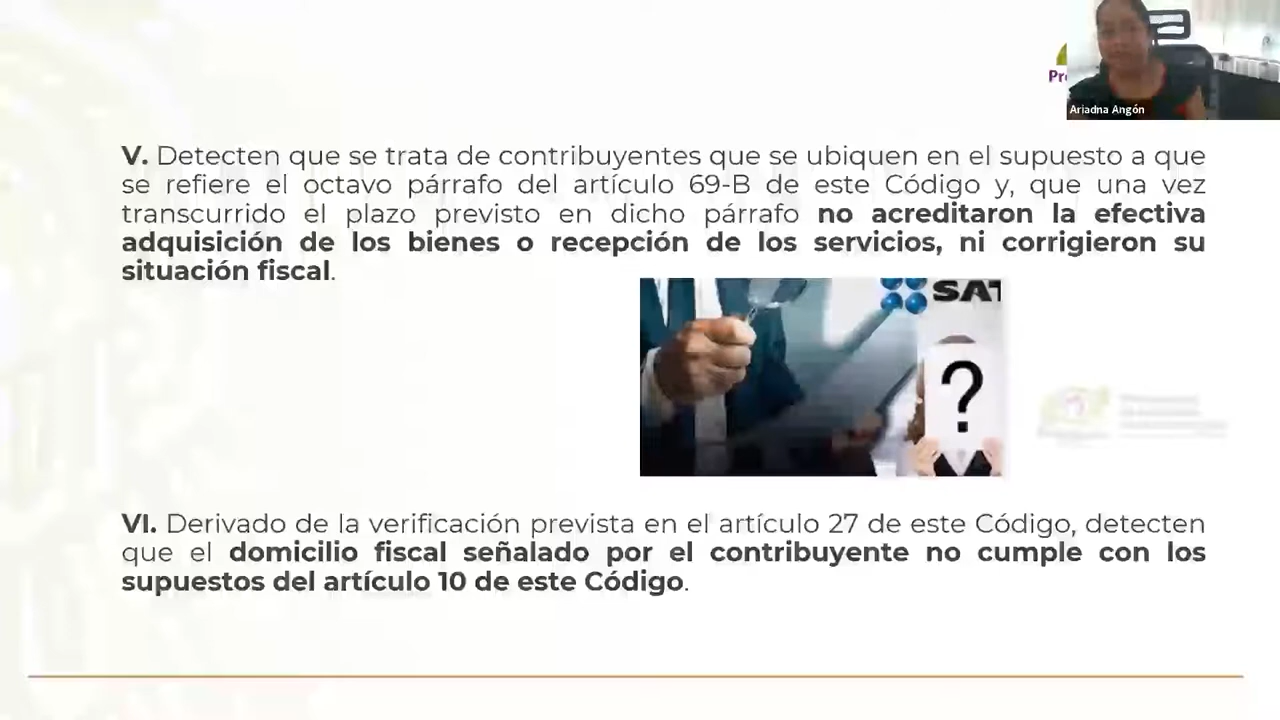 Pro
Ariadna Angón
V. Detecten que se trata de contribuyentes que se ubiquen en el supuesto a que
se refiere el octavo párrafo del artículo 69-B de este Código y, que una vez
transcurrido el plazo previsto en dicho párrafo no acreditaron la efectiva
adquisición de los bienes o recepción de los servicios, ni corrigieron su
situación fiscal.
SAT
?
VI. Derivado de la verificación prevista en el artículo 27 de este Código, detecten
que el domicilio fiscal señalado por el contribuyente no cumple con los
supuestos del artículo 10 de este Código.